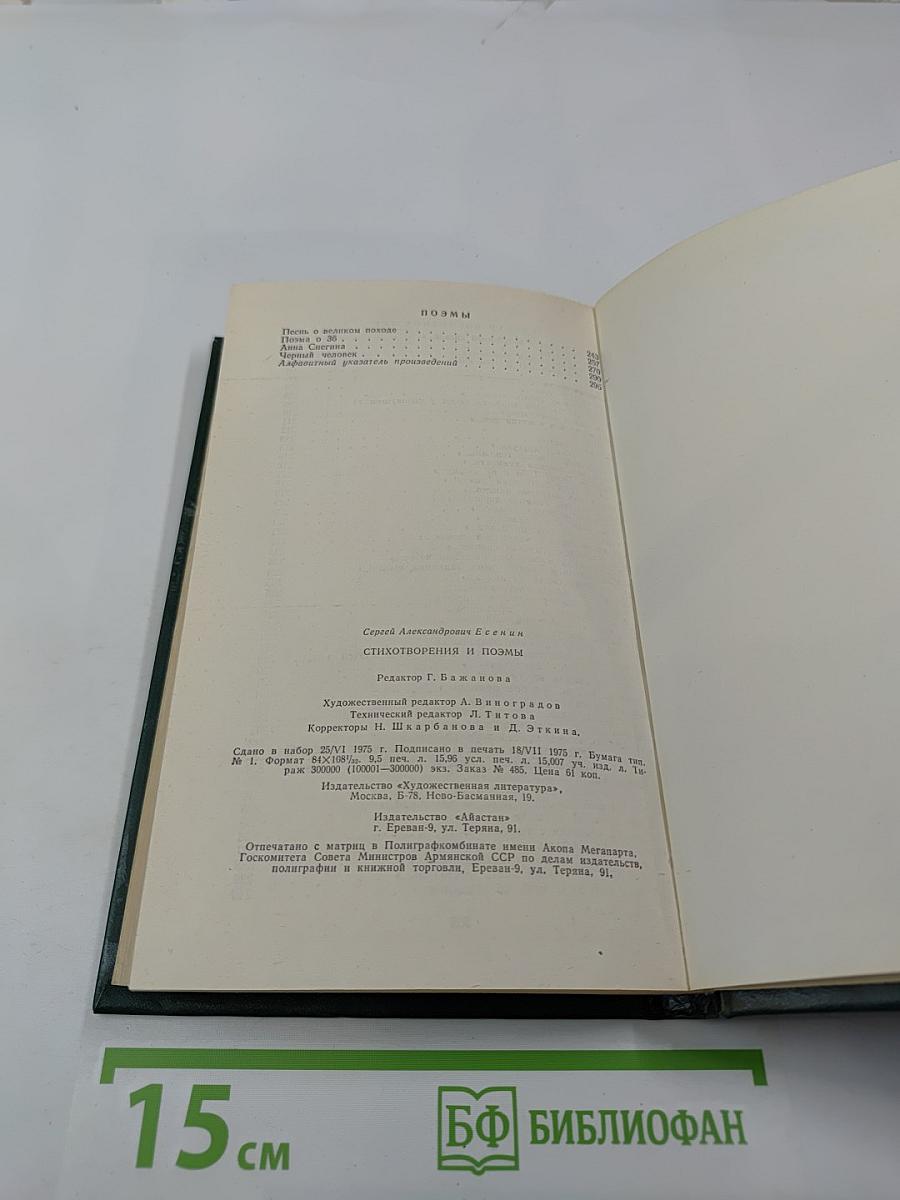 ПОЭМЫ
Песнь о великом походе . . . . . . . . . . . . . . 243
Поэма о 36 . . . . . . . . . . . . . . . . . . 257
Анна Снегина . . . . . . . . . . . . . . . . . 270
Черный человек . . . . . . . . . . . . . . . . 290
Алфавитный указатель произведений . . . . . . . . . . 295
Сергей Александрович Есенин
СТИХОТВОРЕНИЯ И ПОЭМЫ
Редактор Г. Бажанова
Художественный редактор А. Виноградов
Технический редактор Л. Титова
Корректоры Н. Шкарбанова и Д. Эткина.
Сдано в набор 25/VI 1975 г. Подписано в печать 18/VII 1975 г. Бумага тип.
№ 1. Формат 84×108¹/₃₂. 9,5 печ. л. 15,96 усл. печ. л. 15,007 уч. изд. л. Ти-
раж 300000 (100001—300000) экз. Заказ № 485. Цена 61 коп.
Издательство «Художественная литература»,
Москва, Б-78, Ново-Басманная, 19.
Издательство «Айастан»
г. Ереван-9, ул. Теряна, 91.
Отпечатано с матриц в Полиграфкомбинате имени Акопа Мегапарта,
Госкомитета Совета Министров Армянской ССР по делам издательств,
полиграфии и книжной торговли, Ереван-9, ул. Теряна, 91,
15 см
БФ БИБЛИОФАН